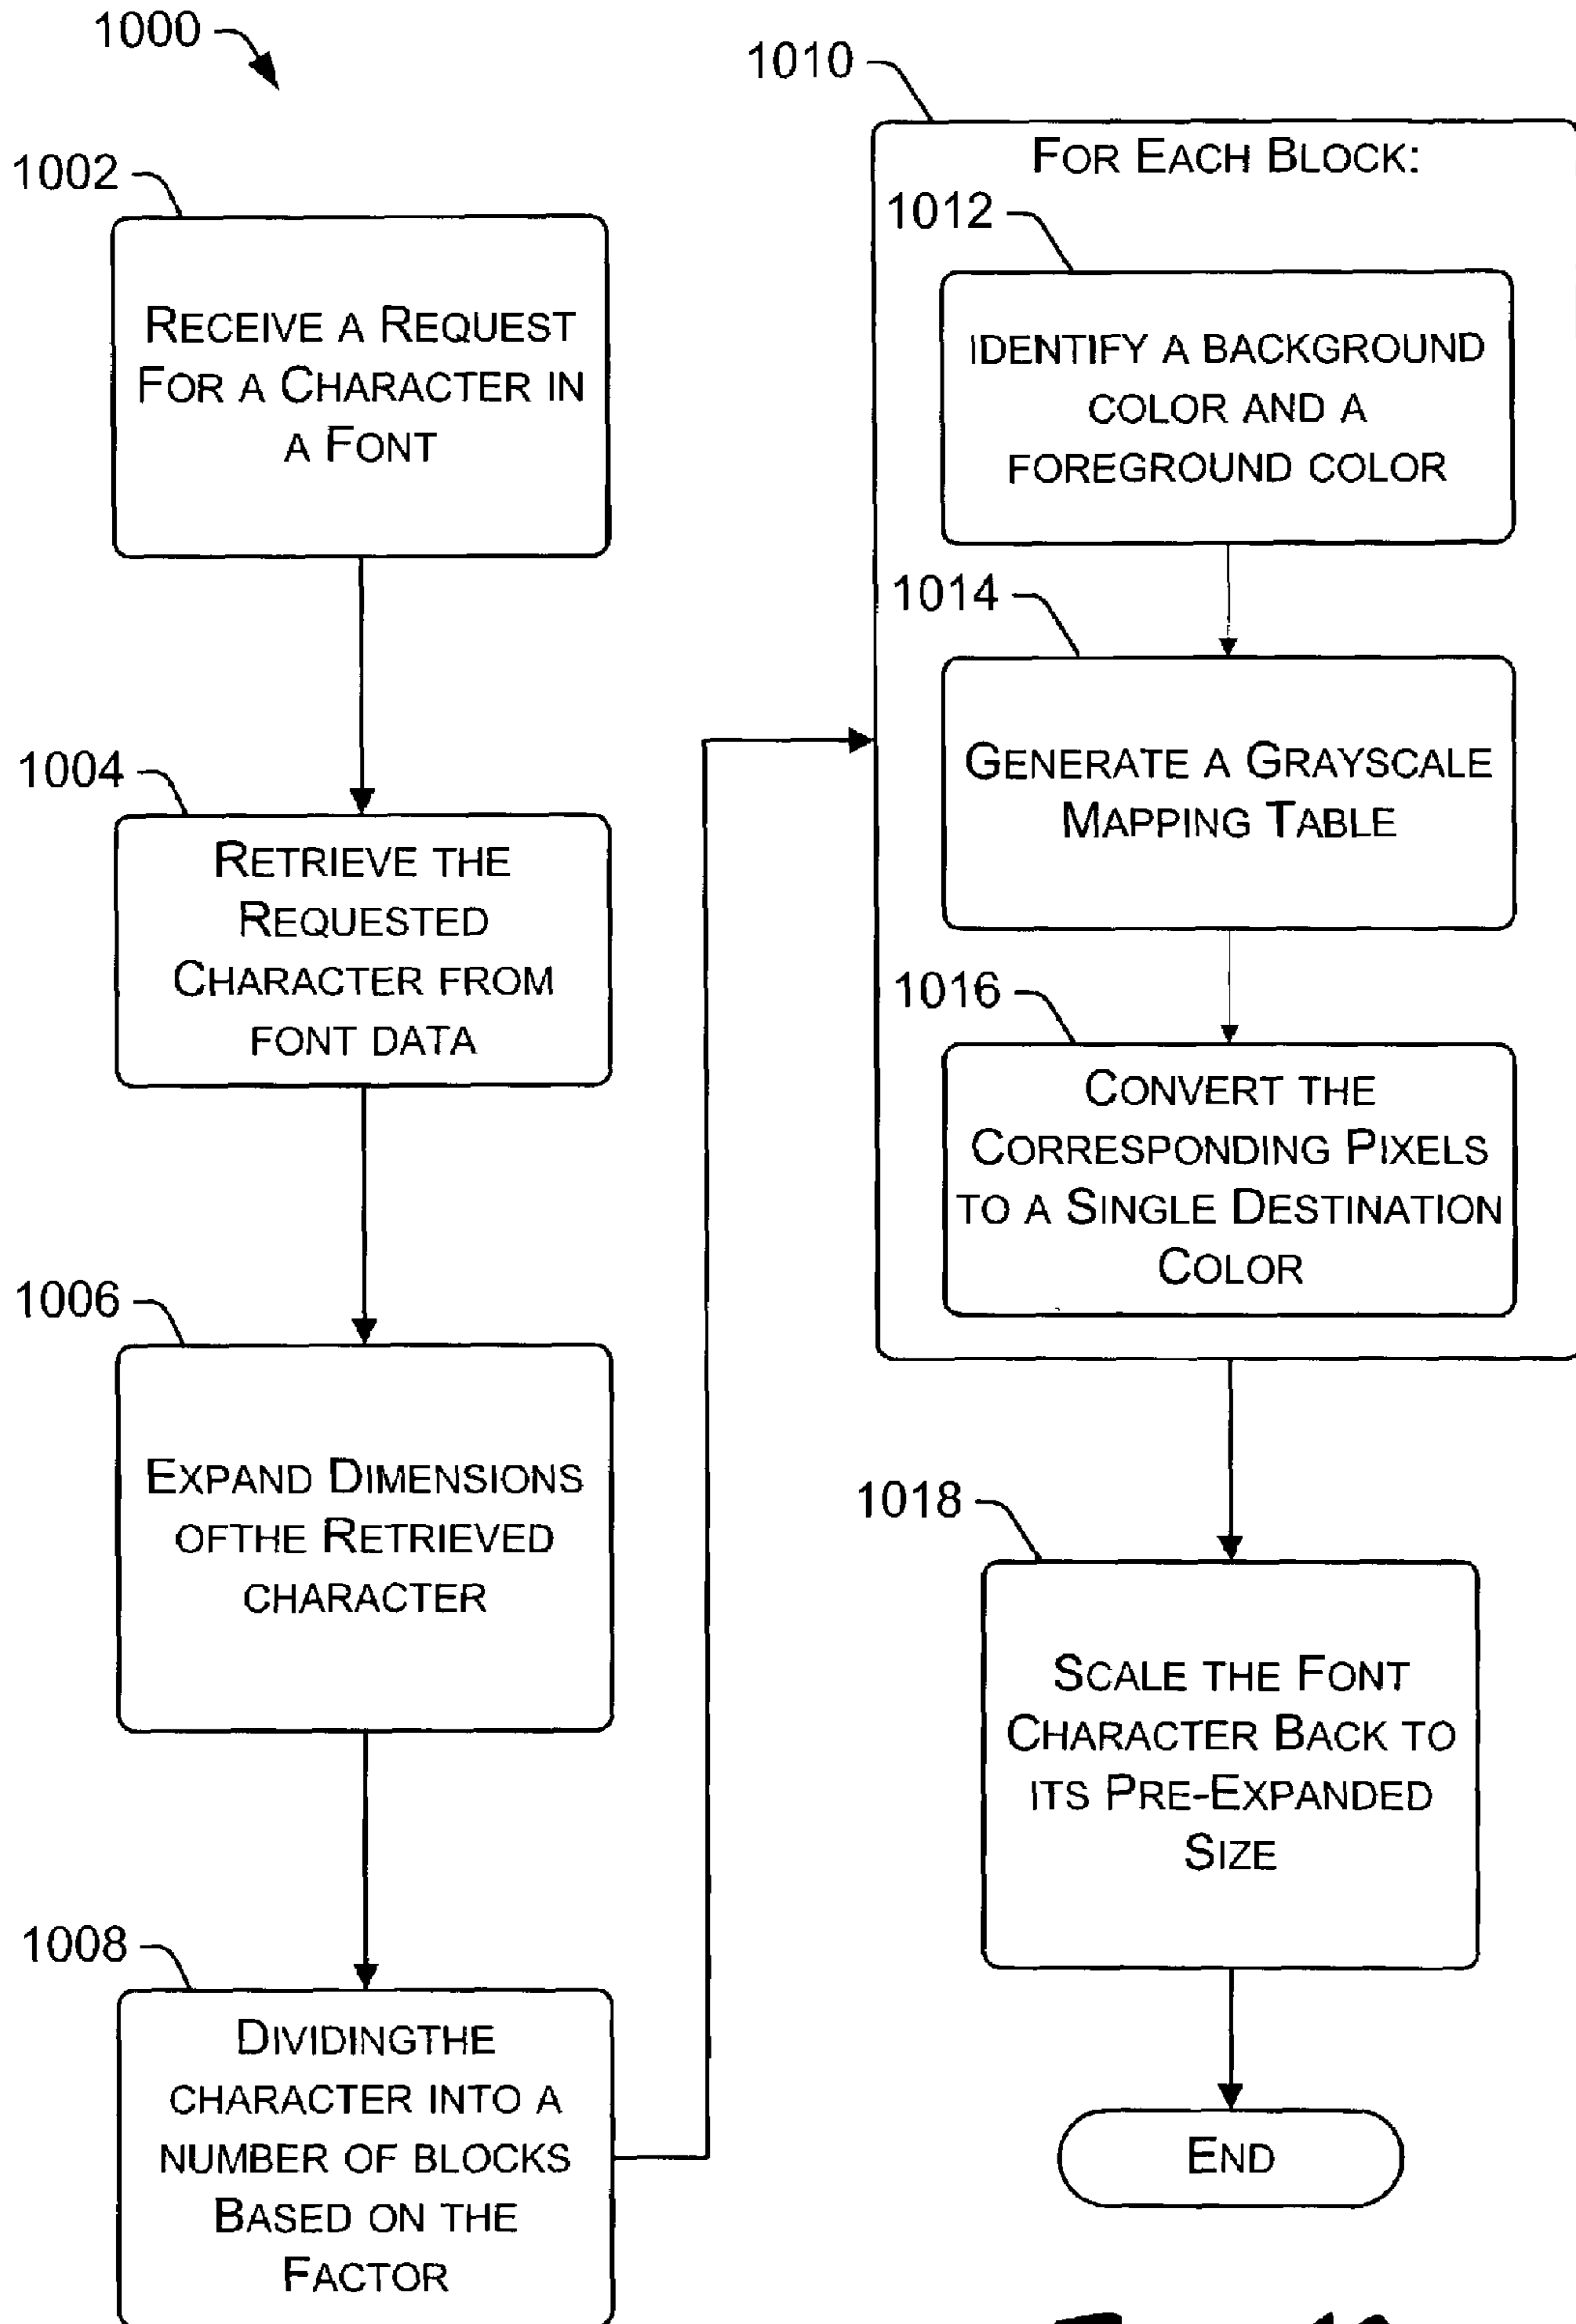 1000
1002
RECEIVE A REQUEST
FOR A CHARACTER IN
A FONT
1004
RETRIEVE THE
REQUESTED
CHARACTER FROM
FONT DATA
1006
EXPAND DIMENSIONS
OFTHE RETRIEVED
CHARACTER
1008
DIVIDINGTHE
CHARACTER INTO A
NUMBER OF BLOCKS
BASED ON THE
FACTOR
1010
FOR EACH BLOCK:
1012
IDENTIFY A BACKGROUND
COLOR AND A
FOREGROUND COLOR
1014
GENERATE A GRAYSCALE
MAPPING TABLE
1016
CONVERT THE
CORRESPONDING PIXELS
TO A SINGLE DESTINATION
COLOR
1018
SCALE THE FONT
CHARACTER BACK TO
ITS PRE-EXPANDED
SIZE
END